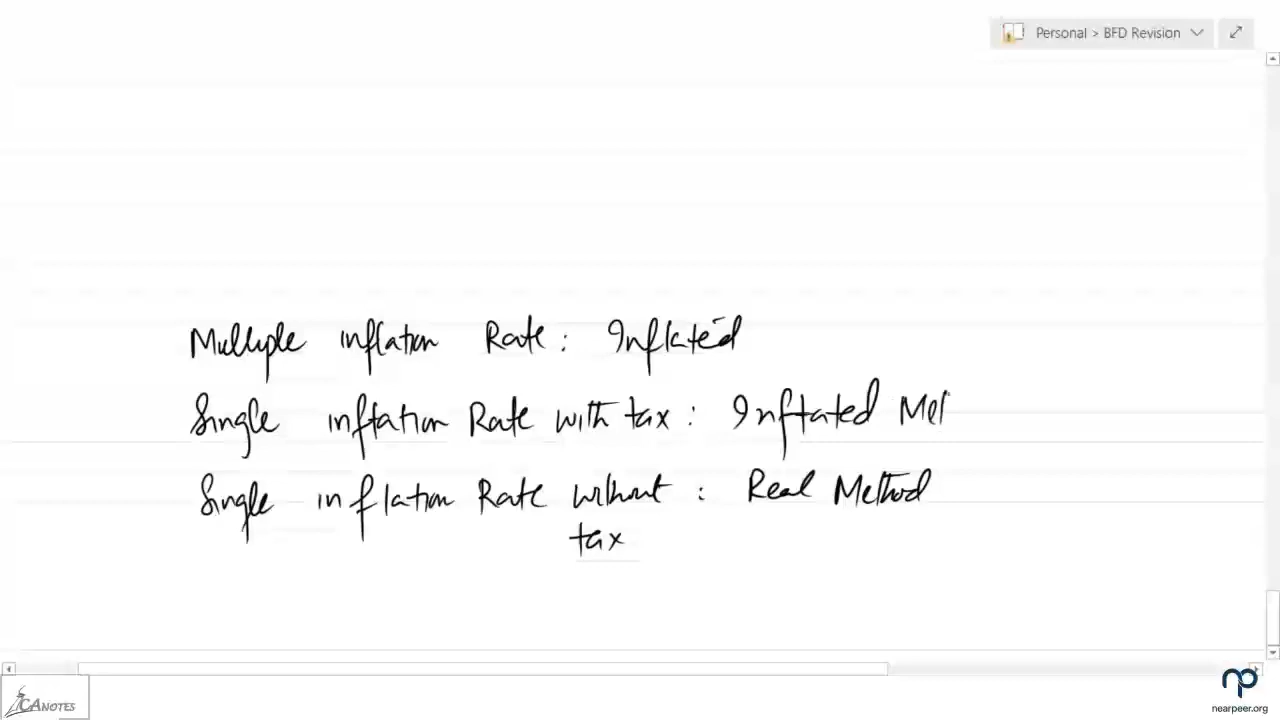 Personal > BFD Revision
Multiple inflation Rate: Inflated
Single inflation Rate with tax: Inflated Met
Single inflation Rate without : Real Method
tax
CANOTES
nearpeer.org